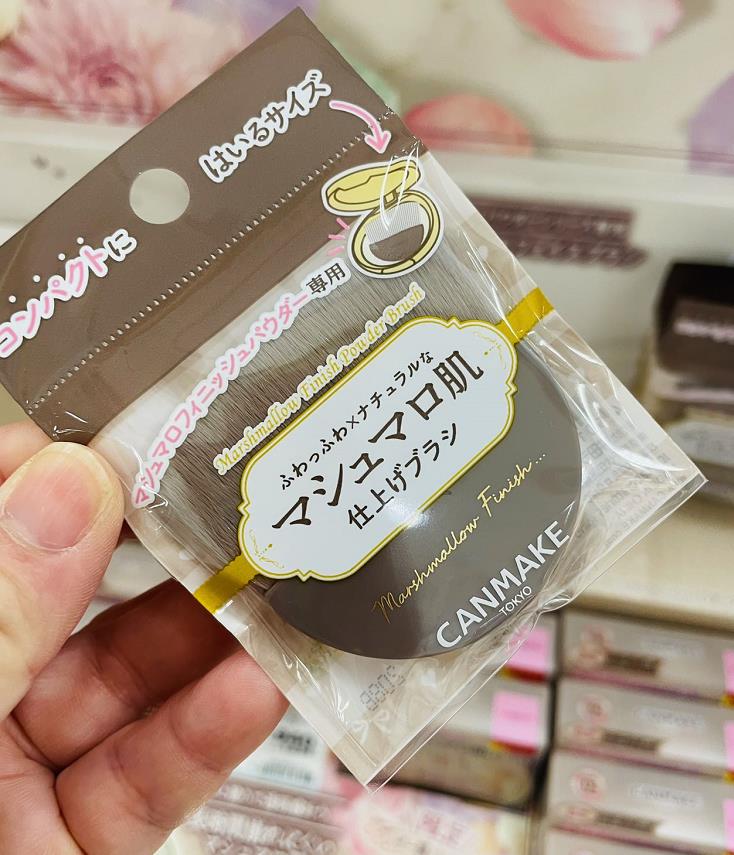 コンパクトに
はいるサイズ
マシュマロフィニッシュパウダー専用
Marshmallow Finish Powder Brush
ふわっふわ×ナチュラルな
マシュマロ肌
仕上げブラシ
Marshmallow Finish...
CANMAKE
TOKYO